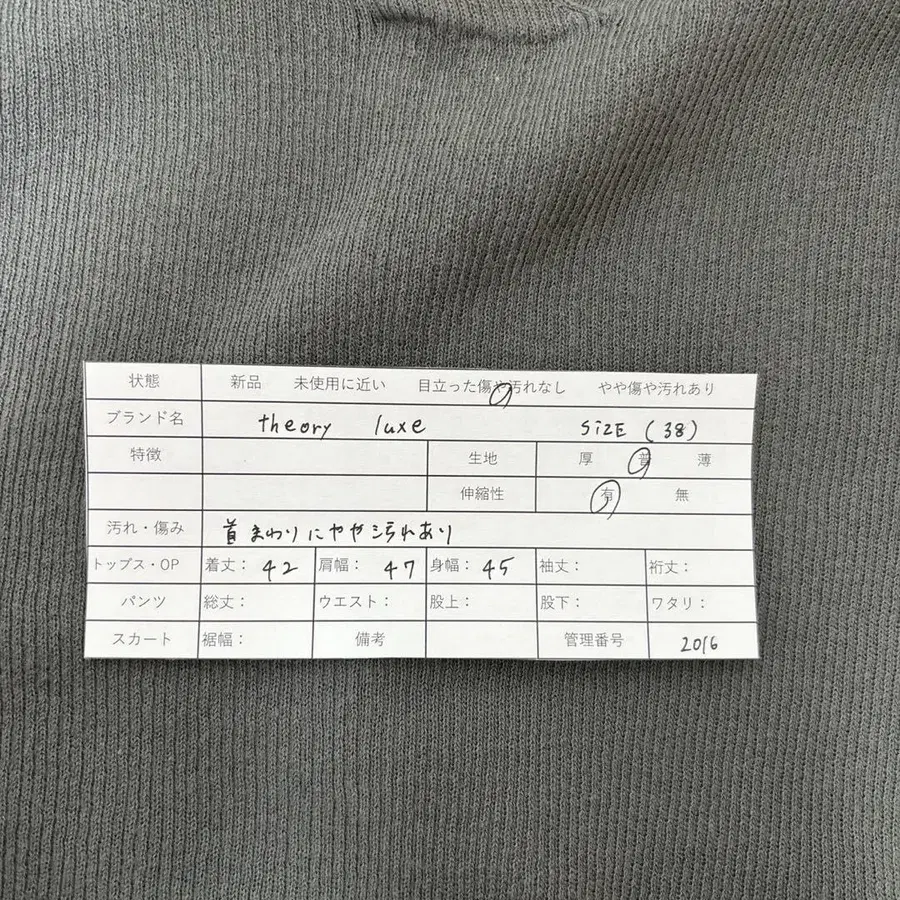 状態 新品 未使用に近い 目立った傷や汚れなし やや傷や汚れあり
ブランド名 theory luxe SIZE (38)
特徴 生地 厚 普 薄
伸縮性 有 無
汚れ・傷み 首まわりにやや汚れあり
トップス・OP 着丈： 42 肩幅： 47 身幅： 45 袖丈： 裄丈：
パンツ 総丈： ウエスト： 股上： 股下： ワタリ：
スカート 裾幅： 備考 管理番号 2016